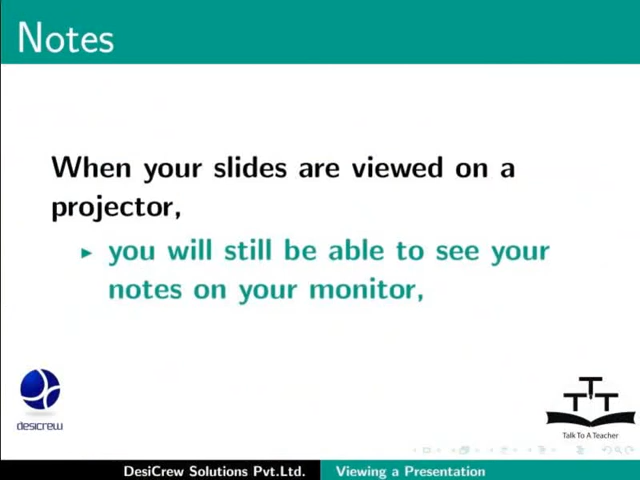 Notes
When your slides are viewed on a
projector,
you will still be able to see your
notes on your monitor,
desicrew
TTT
Talk To A Teacher
DesiCrew Solutions Pvt.Ltd. Viewing a Presentation